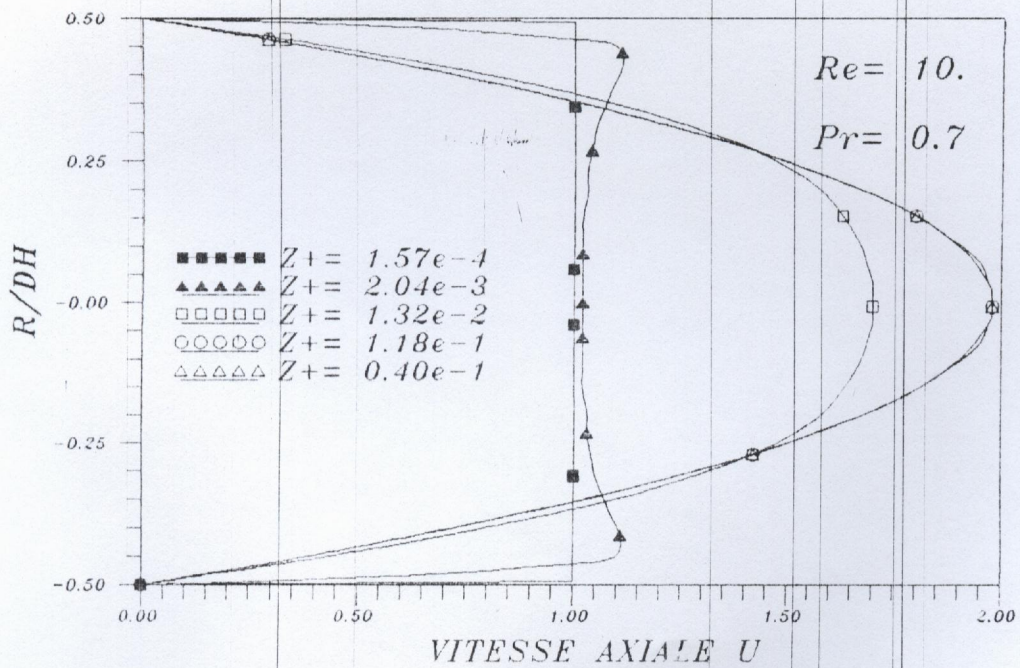 0.50
0.25
-0.00
-0.25
-0.50
R/DH
Re= 10.
Pr= 0.7
Z+= 1.57e-4
Z+= 2.04e-3
Z+= 1.32e-2
Z+= 1.18e-1
Z+= 0.40e-1
0.00 0.50 1.00 1.50 2.00
VITESSE AXIALE U